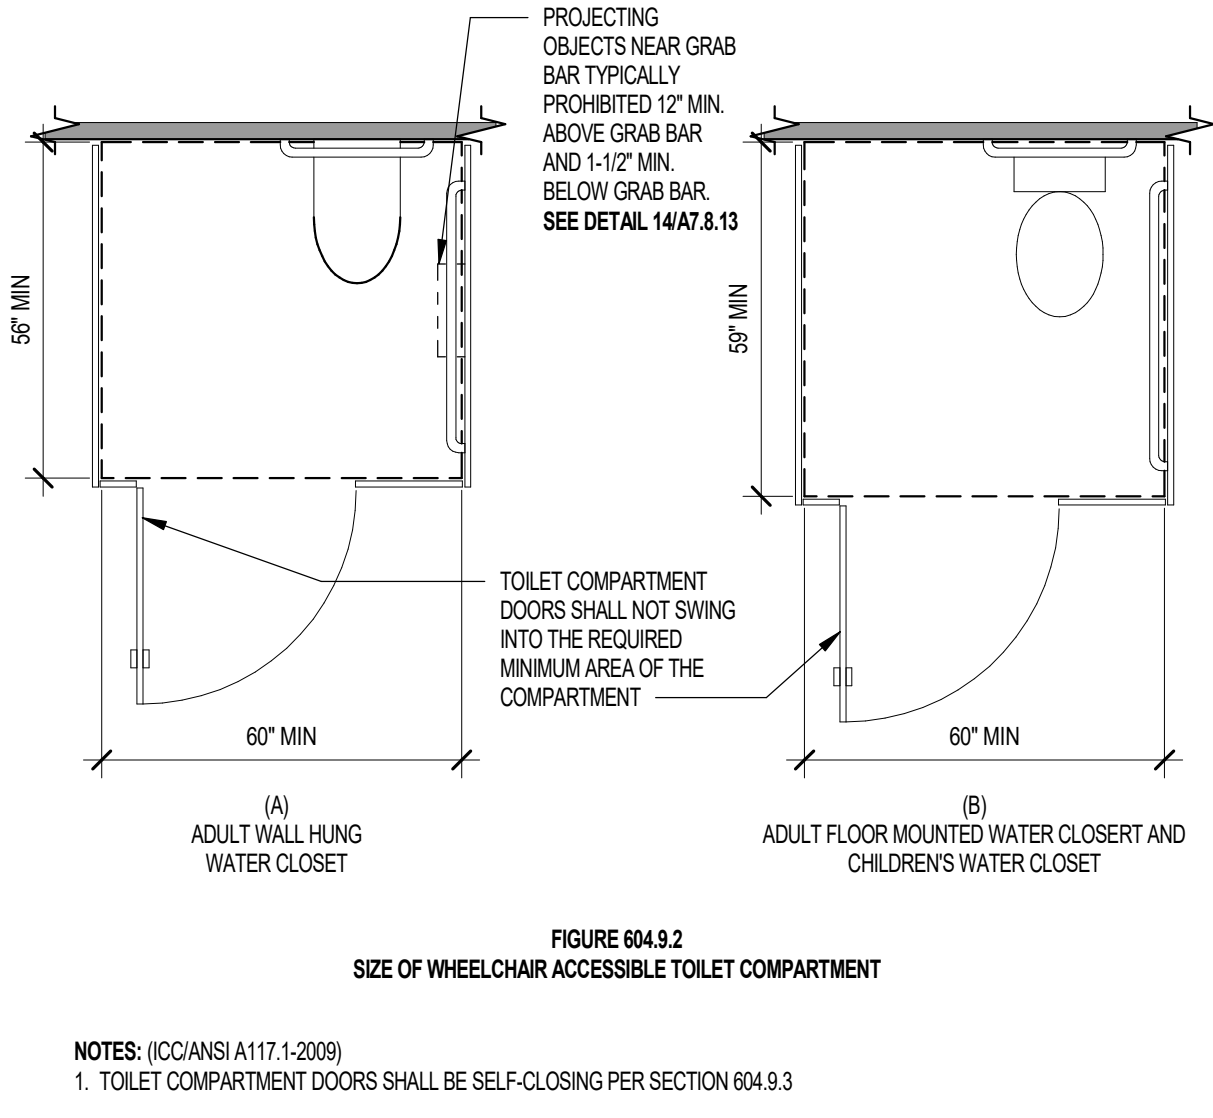 PROJECTING
OBJECTS NEAR GRAB
BAR TYPICALLY
PROHIBITED 12" MIN.
ABOVE GRAB BAR
AND 1-1/2" MIN.
BELOW GRAB BAR.
SEE DETAIL 14/A7.8.13
56" MIN
59" MIN
TOILET COMPARTMENT
DOORS SHALL NOT SWING
INTO THE REQUIRED
MINIMUM AREA OF THE
COMPARTMENT
60" MIN
60" MIN
(A)
ADULT WALL HUNG
WATER CLOSET
(B)
ADULT FLOOR MOUNTED WATER CLOSERT AND
CHILDREN'S WATER CLOSET
FIGURE 604.9.2
SIZE OF WHEELCHAIR ACCESSIBLE TOILET COMPARTMENT
NOTES: (ICC/ANSI A117.1-2009)
1. TOILET COMPARTMENT DOORS SHALL BE SELF-CLOSING PER SECTION 604.9.3